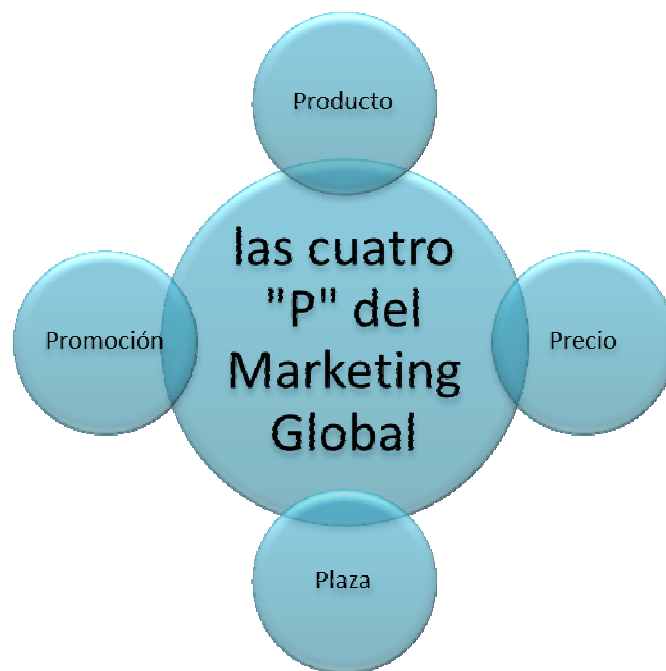 Producto
las cuatro
"P" del
Marketing
Global
Promoción
Precio
Plaza